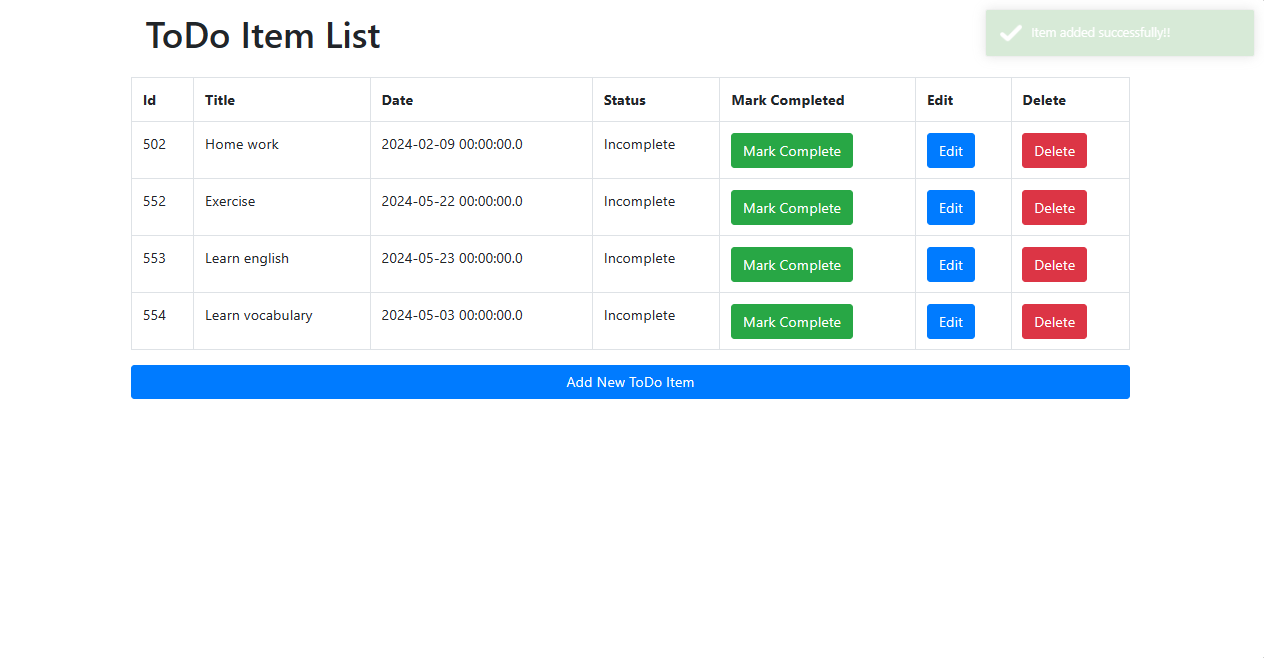 ToDo Item List
Item added successfully!!
Id Title Date Status Mark Completed Edit Delete
502 Home work 2024-02-09 00:00:00.0 Incomplete Mark Complete Edit Delete
552 Exercise 2024-05-22 00:00:00.0 Incomplete Mark Complete Edit Delete
553 Learn english 2024-05-23 00:00:00.0 Incomplete Mark Complete Edit Delete
554 Learn vocabulary 2024-05-03 00:00:00.0 Incomplete Mark Complete Edit Delete
Add New ToDo Item